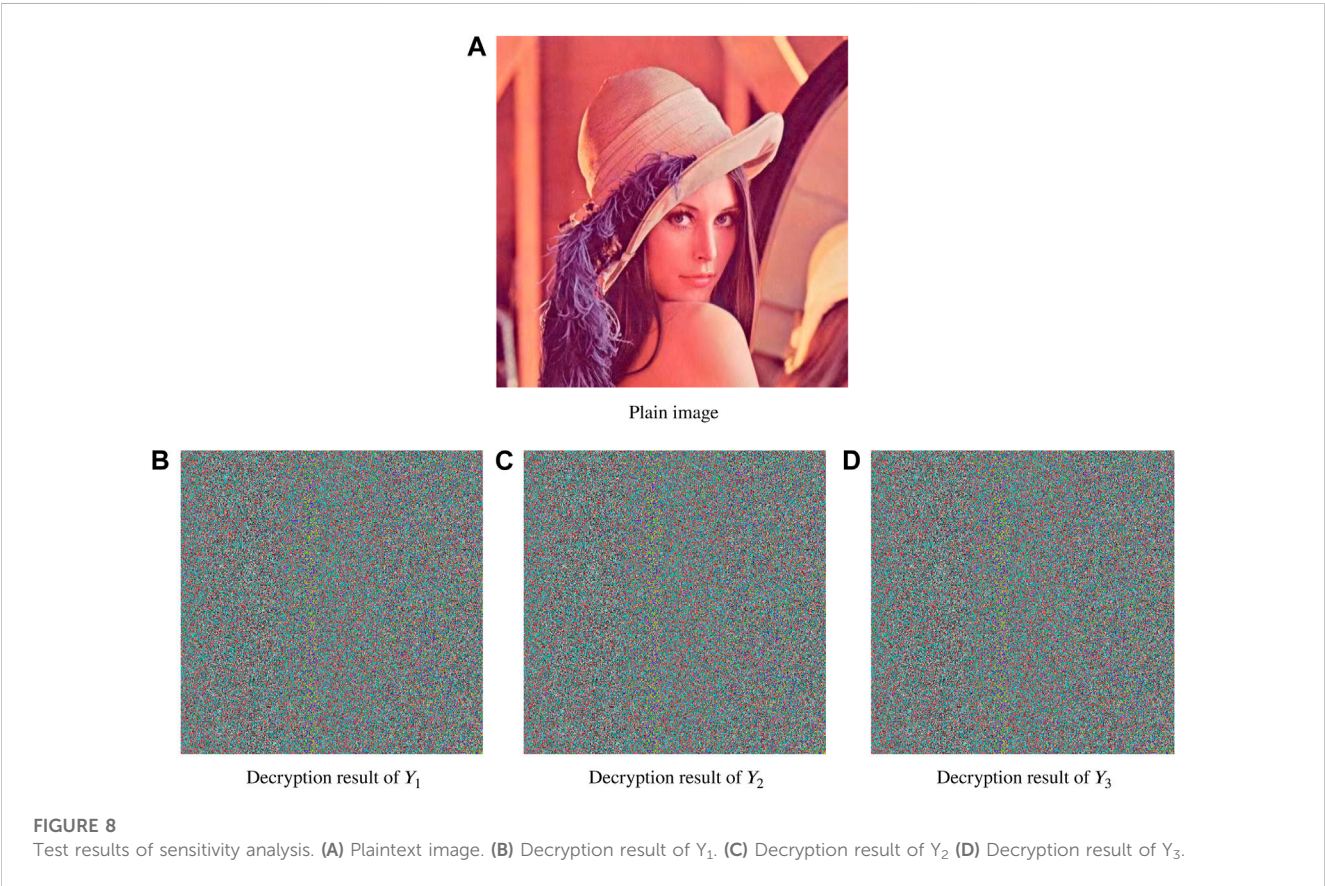 A
Plain image
B
C
D
Decryption result of Y₁
Decryption result of Y₂
Decryption result of Y₃
FIGURE 8
Test results of sensitivity analysis. (A) Plaintext image. (B) Decryption result of Y₁. (C) Decryption result of Y₂ (D) Decryption result of Y₃.